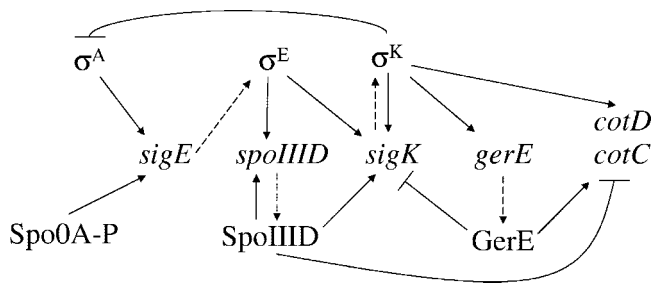 σᴬ σᴱ σᴷ
cotD
sigE spoIIID sigK gerE cotC
Spo0A-P SpoIIID GerE